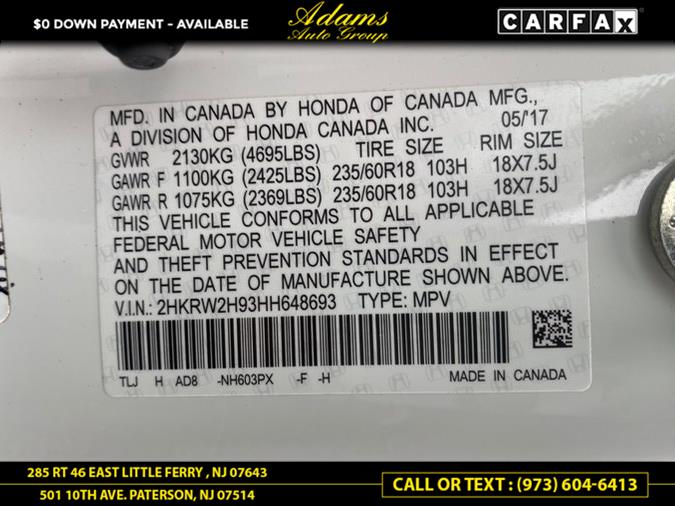 $0 DOWN PAYMENT - AVAILABLE
Adams
Auto Group
CARFAX
MFD. IN CANADA BY HONDA OF CANADA MFG.,
A DIVISION OF HONDA CANADA INC. 05/'17
GVWR 2130KG (4695LBS) TIRE SIZE RIM SIZE
GAWR F 1100KG (2425LBS) 235/60R18 103H 18X7.5J
GAWR R 1075KG (2369LBS) 235/60R18 103H 18X7.5J
THIS VEHICLE CONFORMS TO ALL APPLICABLE
FEDERAL MOTOR VEHICLE SAFETY
AND THEFT PREVENTION STANDARDS IN EFFECT
ON THE DATE OF MANUFACTURE SHOWN ABOVE.
V.I.N.: 2HKRW2H93HH648693 TYPE: MPV
TLJ H AD8 -NH603PX -F -H MADE IN CANADA
285 RT 46 EAST LITTLE FERRY , NJ 07643
501 10TH AVE. PATERSON, NJ 07514
CALL OR TEXT : (973) 604-6413